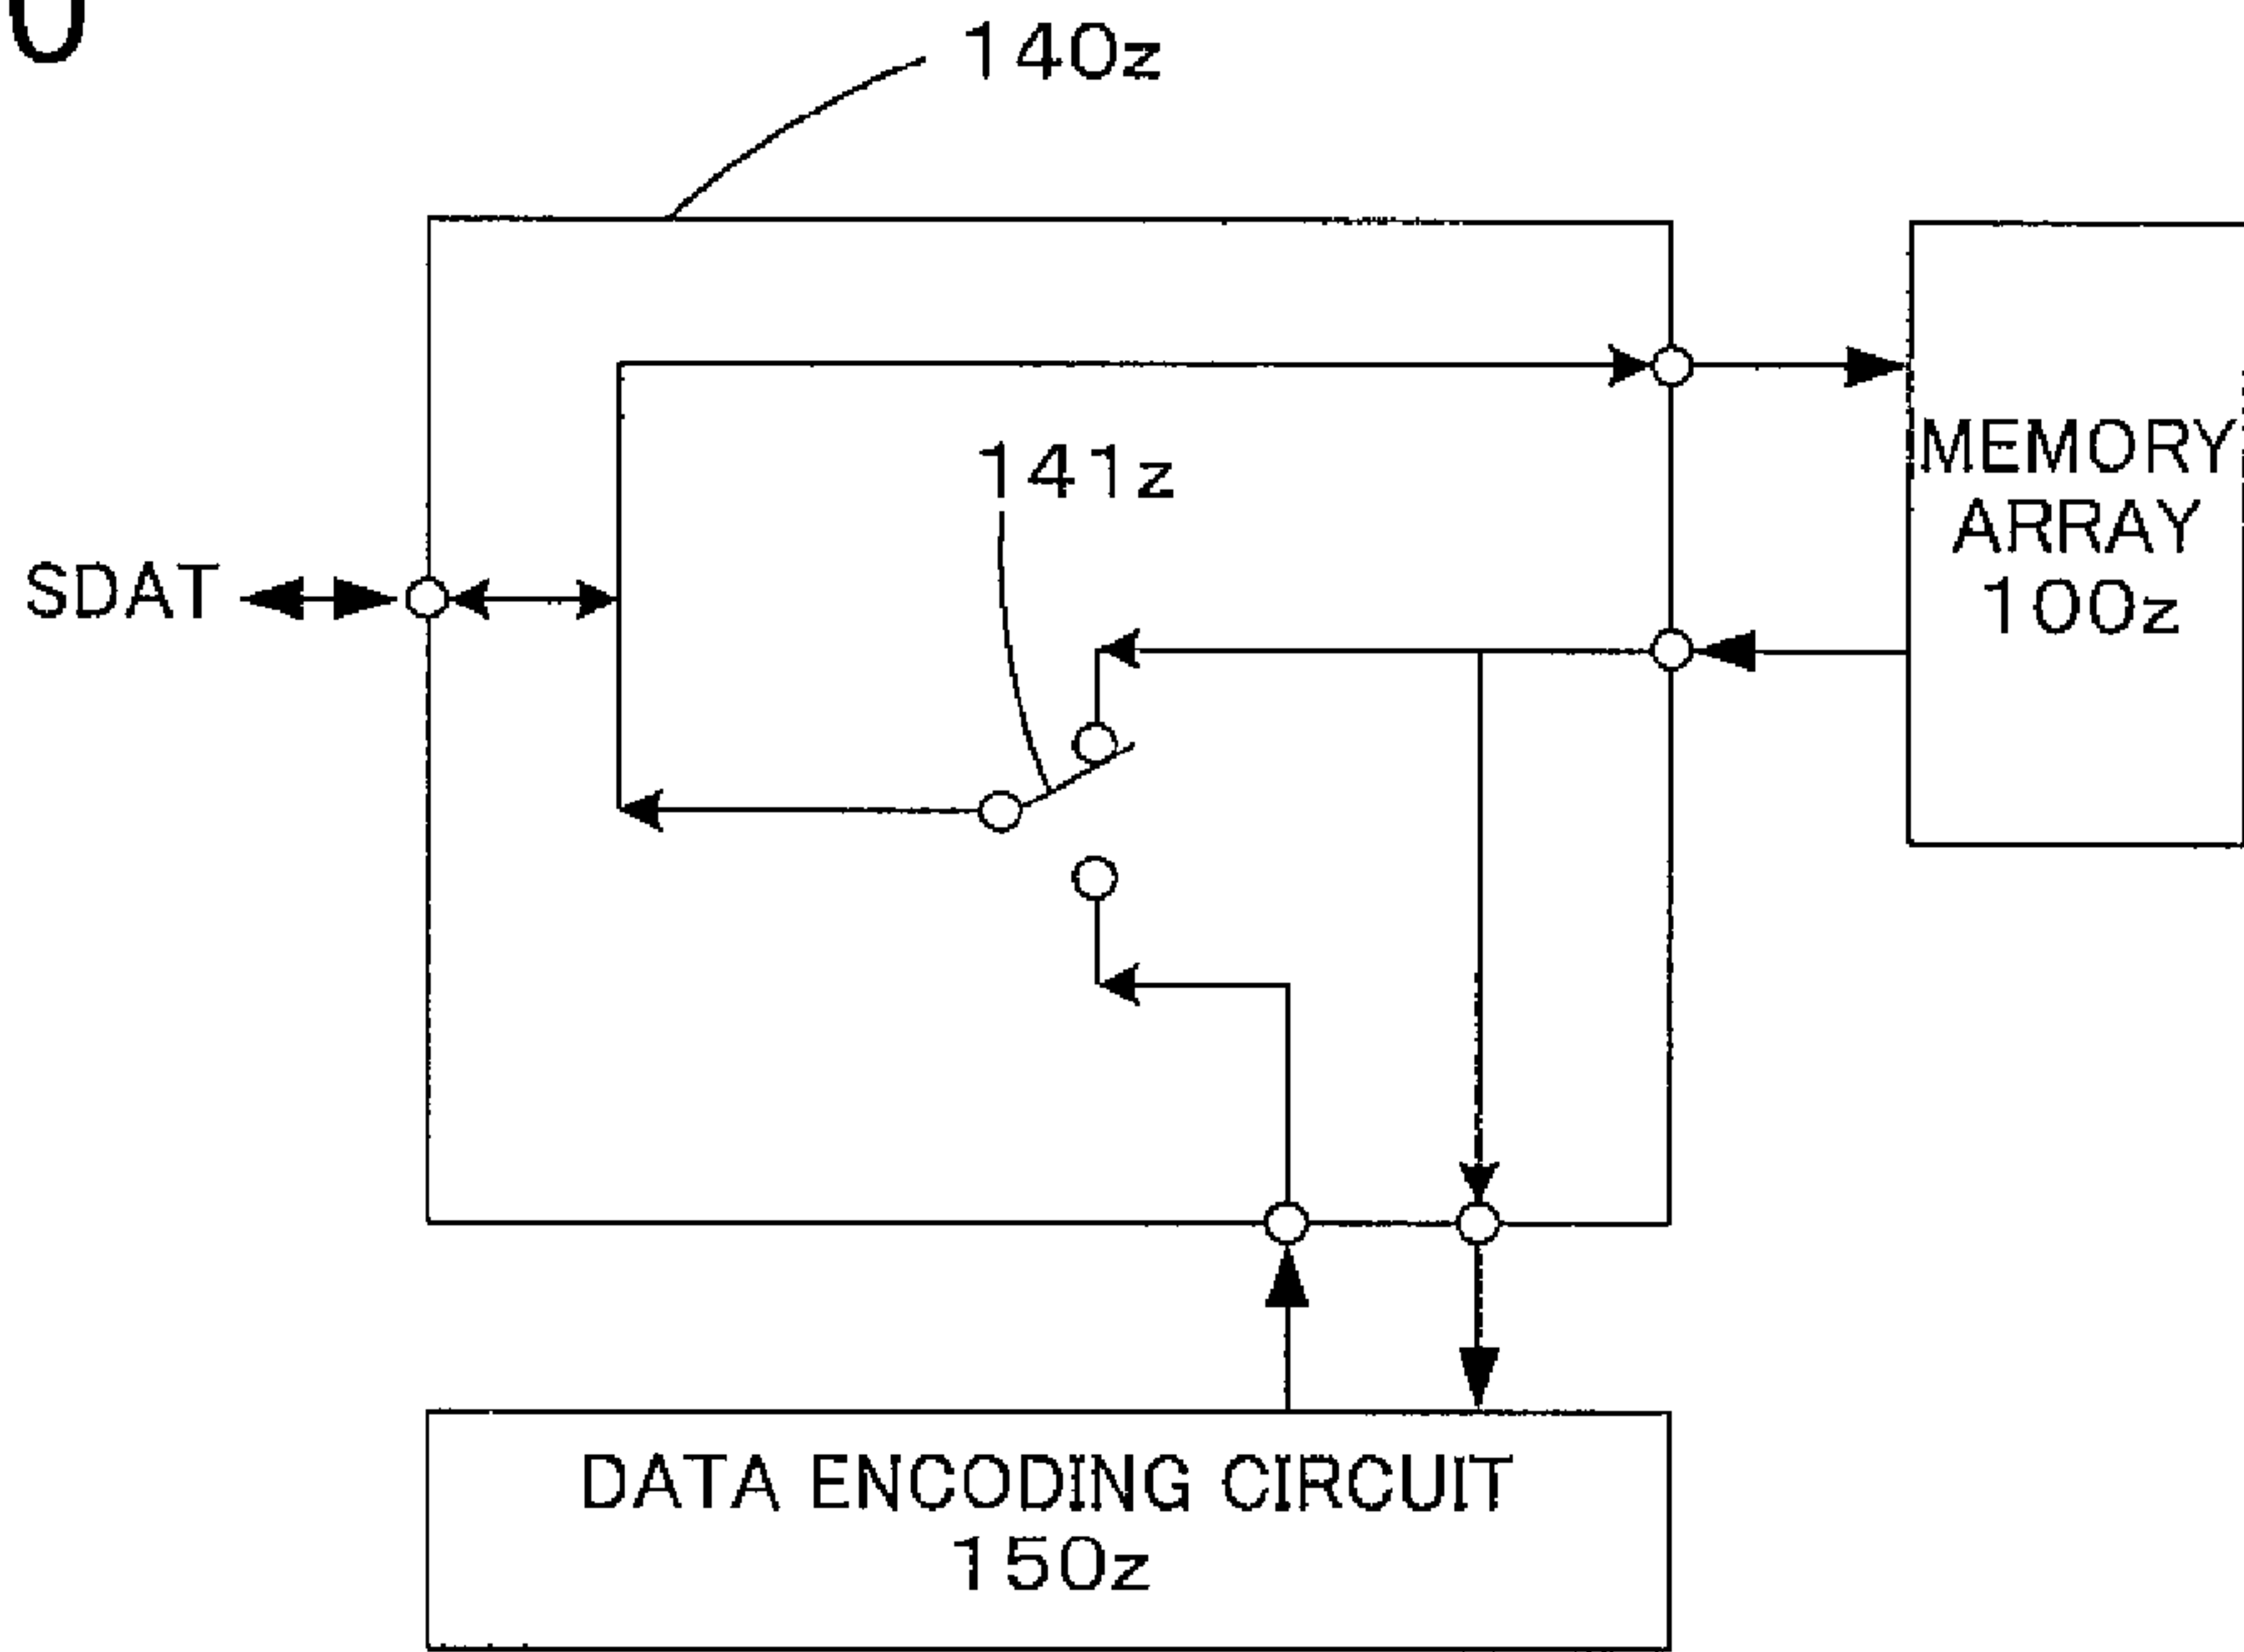 140z
141z
SDAT
MEMORY
ARRAY
100z
DATA ENCODING CIRCUIT
150z